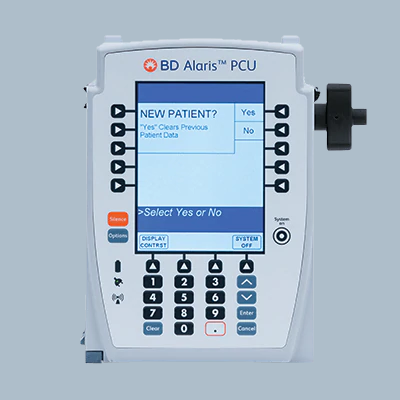 BD Alaris™ PCU
NEW PATIENT?
Yes
"Yes" Clears Previous
Patient Data
No
>Select Yes or No
Silence
Options
System
on
DISPLAY
CONTRST
SYSTEM
OFF
1 2 3
4 5 6
7 8 9 Enter
Clear 0 . Cancel